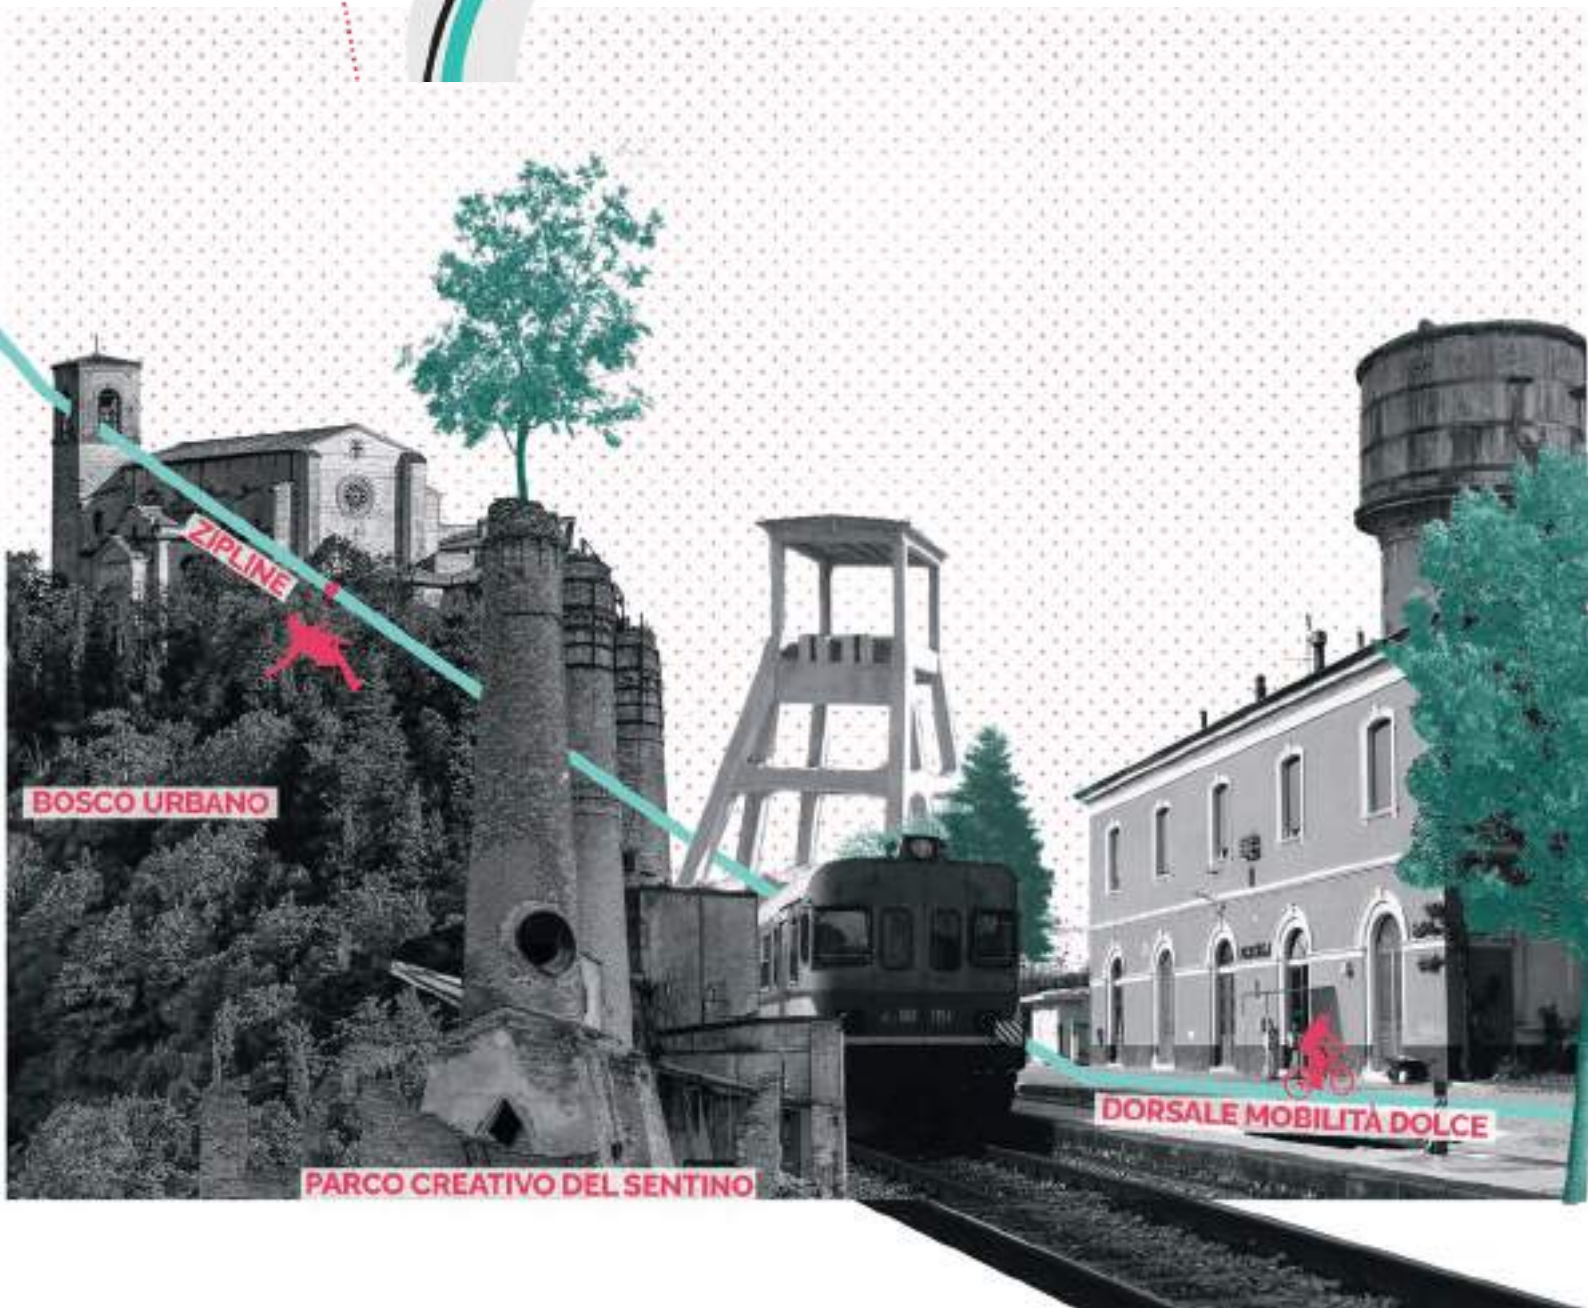 ZIPLINE
BOSCO URBANO
DORSALE MOBILITÀ DOLCE
PARCO CREATIVO DEL SENTINO